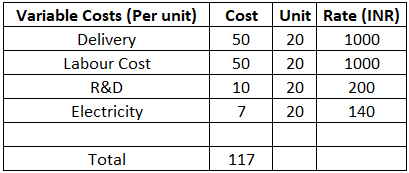 Variable Costs (Per unit) Cost Unit Rate (INR)
Delivery 50 20 1000
Labour Cost 50 20 1000
R&D 10 20 200
Electricity 7 20 140
Total 117